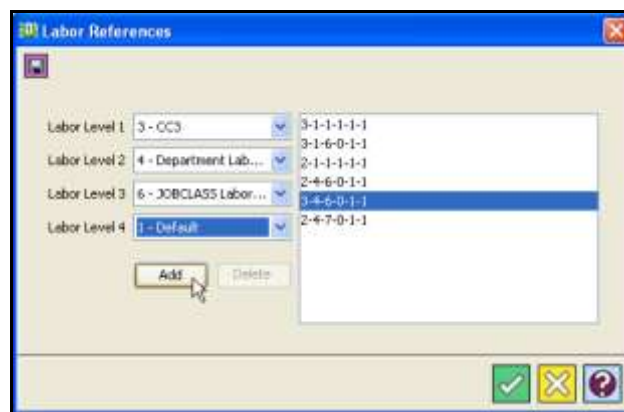 Labor References
Labor Level 1 3 - CC3
Labor Level 2 4 - Department Lab...
Labor Level 3 6 - JOBCLASS Labor...
Labor Level 4 1 - Default
Add Delete
3-1-1-1-1-1
3-1-6-0-1-1
2-1-1-1-1-1
2-4-6-0-1-1
3-4-6-0-1-1
2-4-7-0-1-1
?